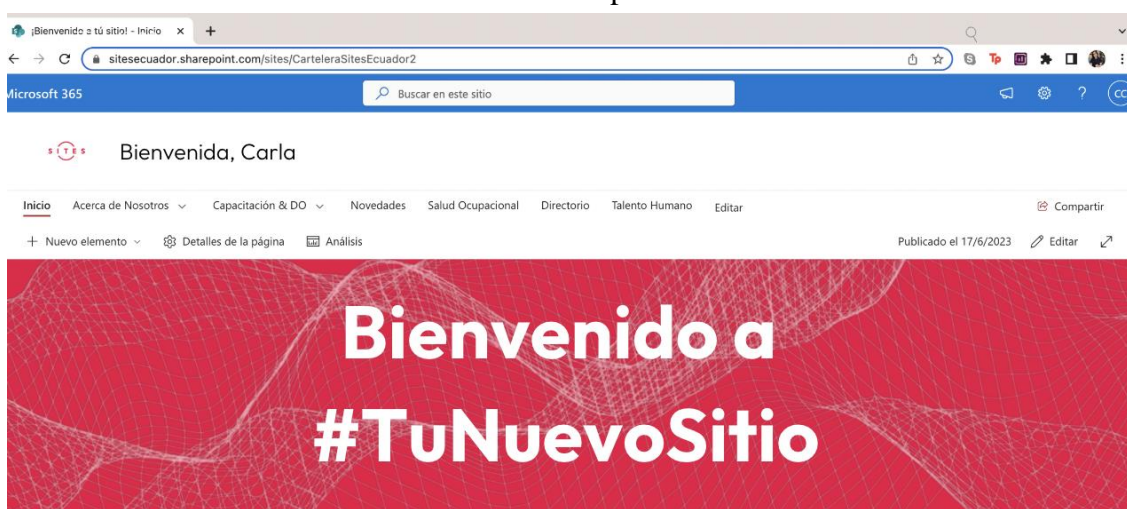 ¡Bienvenido a tú sitio! - Inicio
sitesecuador.sharepoint.com/sites/CarteleraSitesEcuador2
Tp
Microsoft 365 Buscar en este sitio ? CC
SITES Bienvenida, Carla
Inicio Acerca de Nosotros Capacitación & DO Novedades Salud Ocupacional Directorio Talento Humano Editar Compartir
Nuevo elemento Detalles de la página Análisis Publicado el 17/6/2023 Editar
Bienvenido a
#TuNuevoSitio